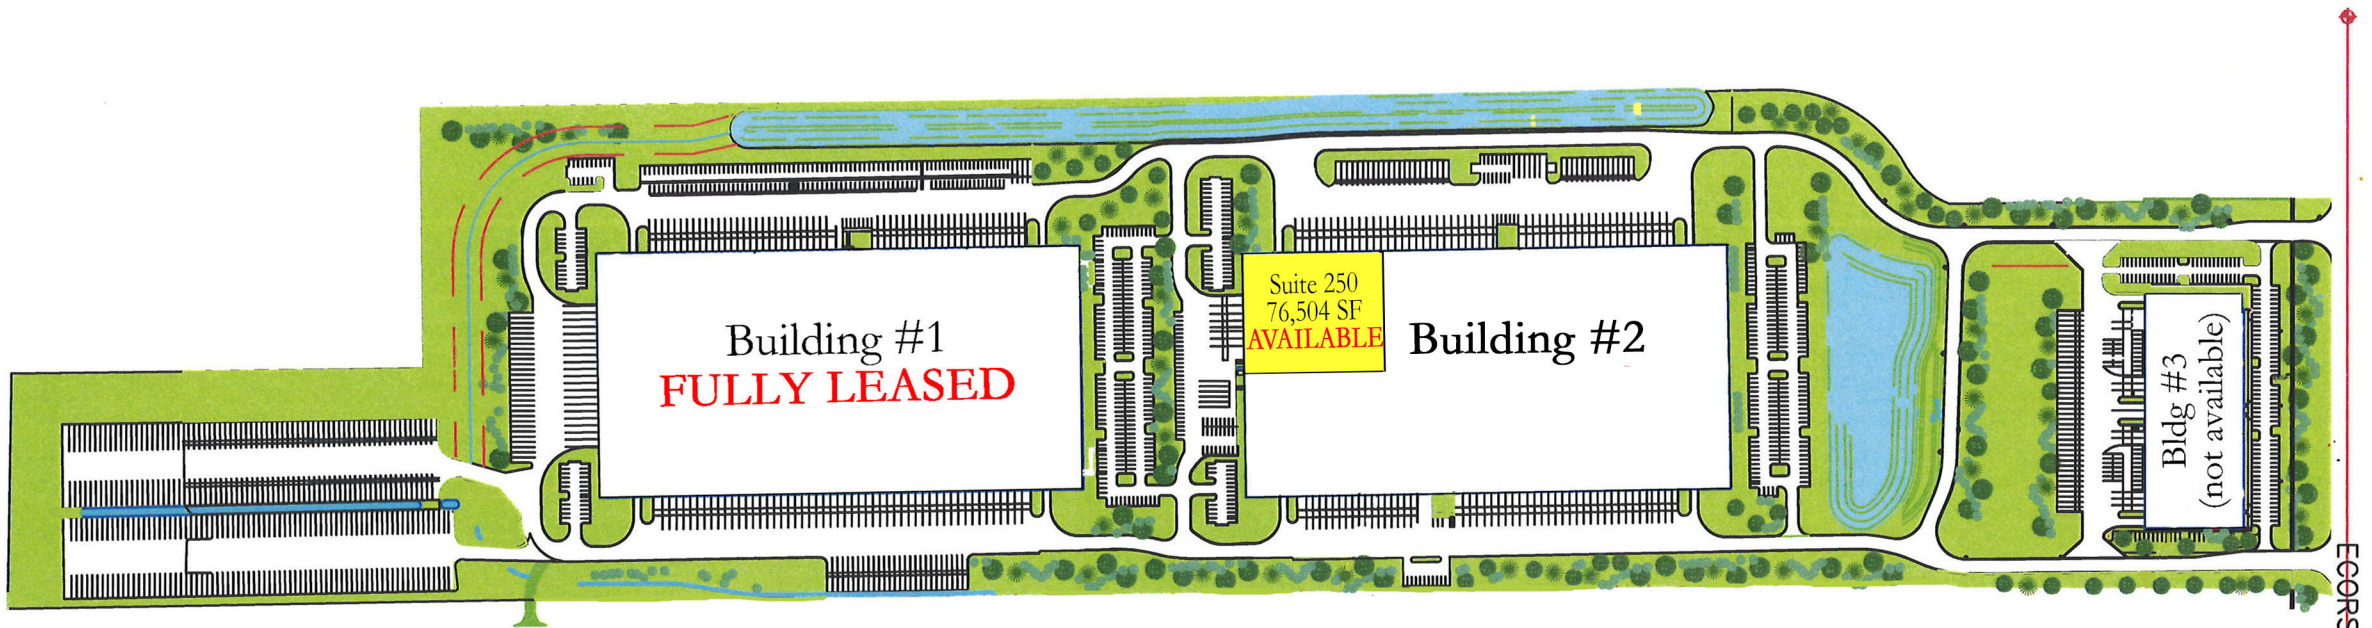 Building #1
FULLY LEASED
Suite 250
76,504 SF
AVAILABLE
Building #2
Bldg #3
(not available)
ECORS